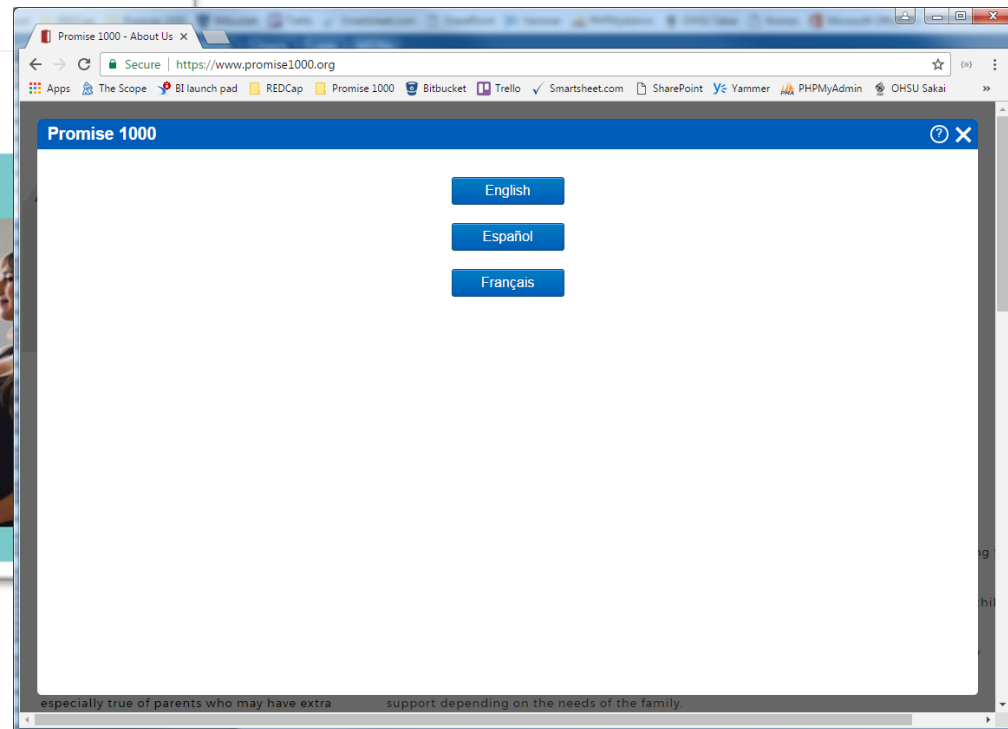 Promise 1000 - About Us
Secure | https://www.promise1000.org
Apps The Scope BI launch pad REDCap Promise 1000 Bitbucket Trello Smartsheet.com SharePoint Yammer PHPMyAdmin OHSU Sakai »
Promise 1000
English
Español
Français
especially true of parents who may have extra support depending on the needs of the family.